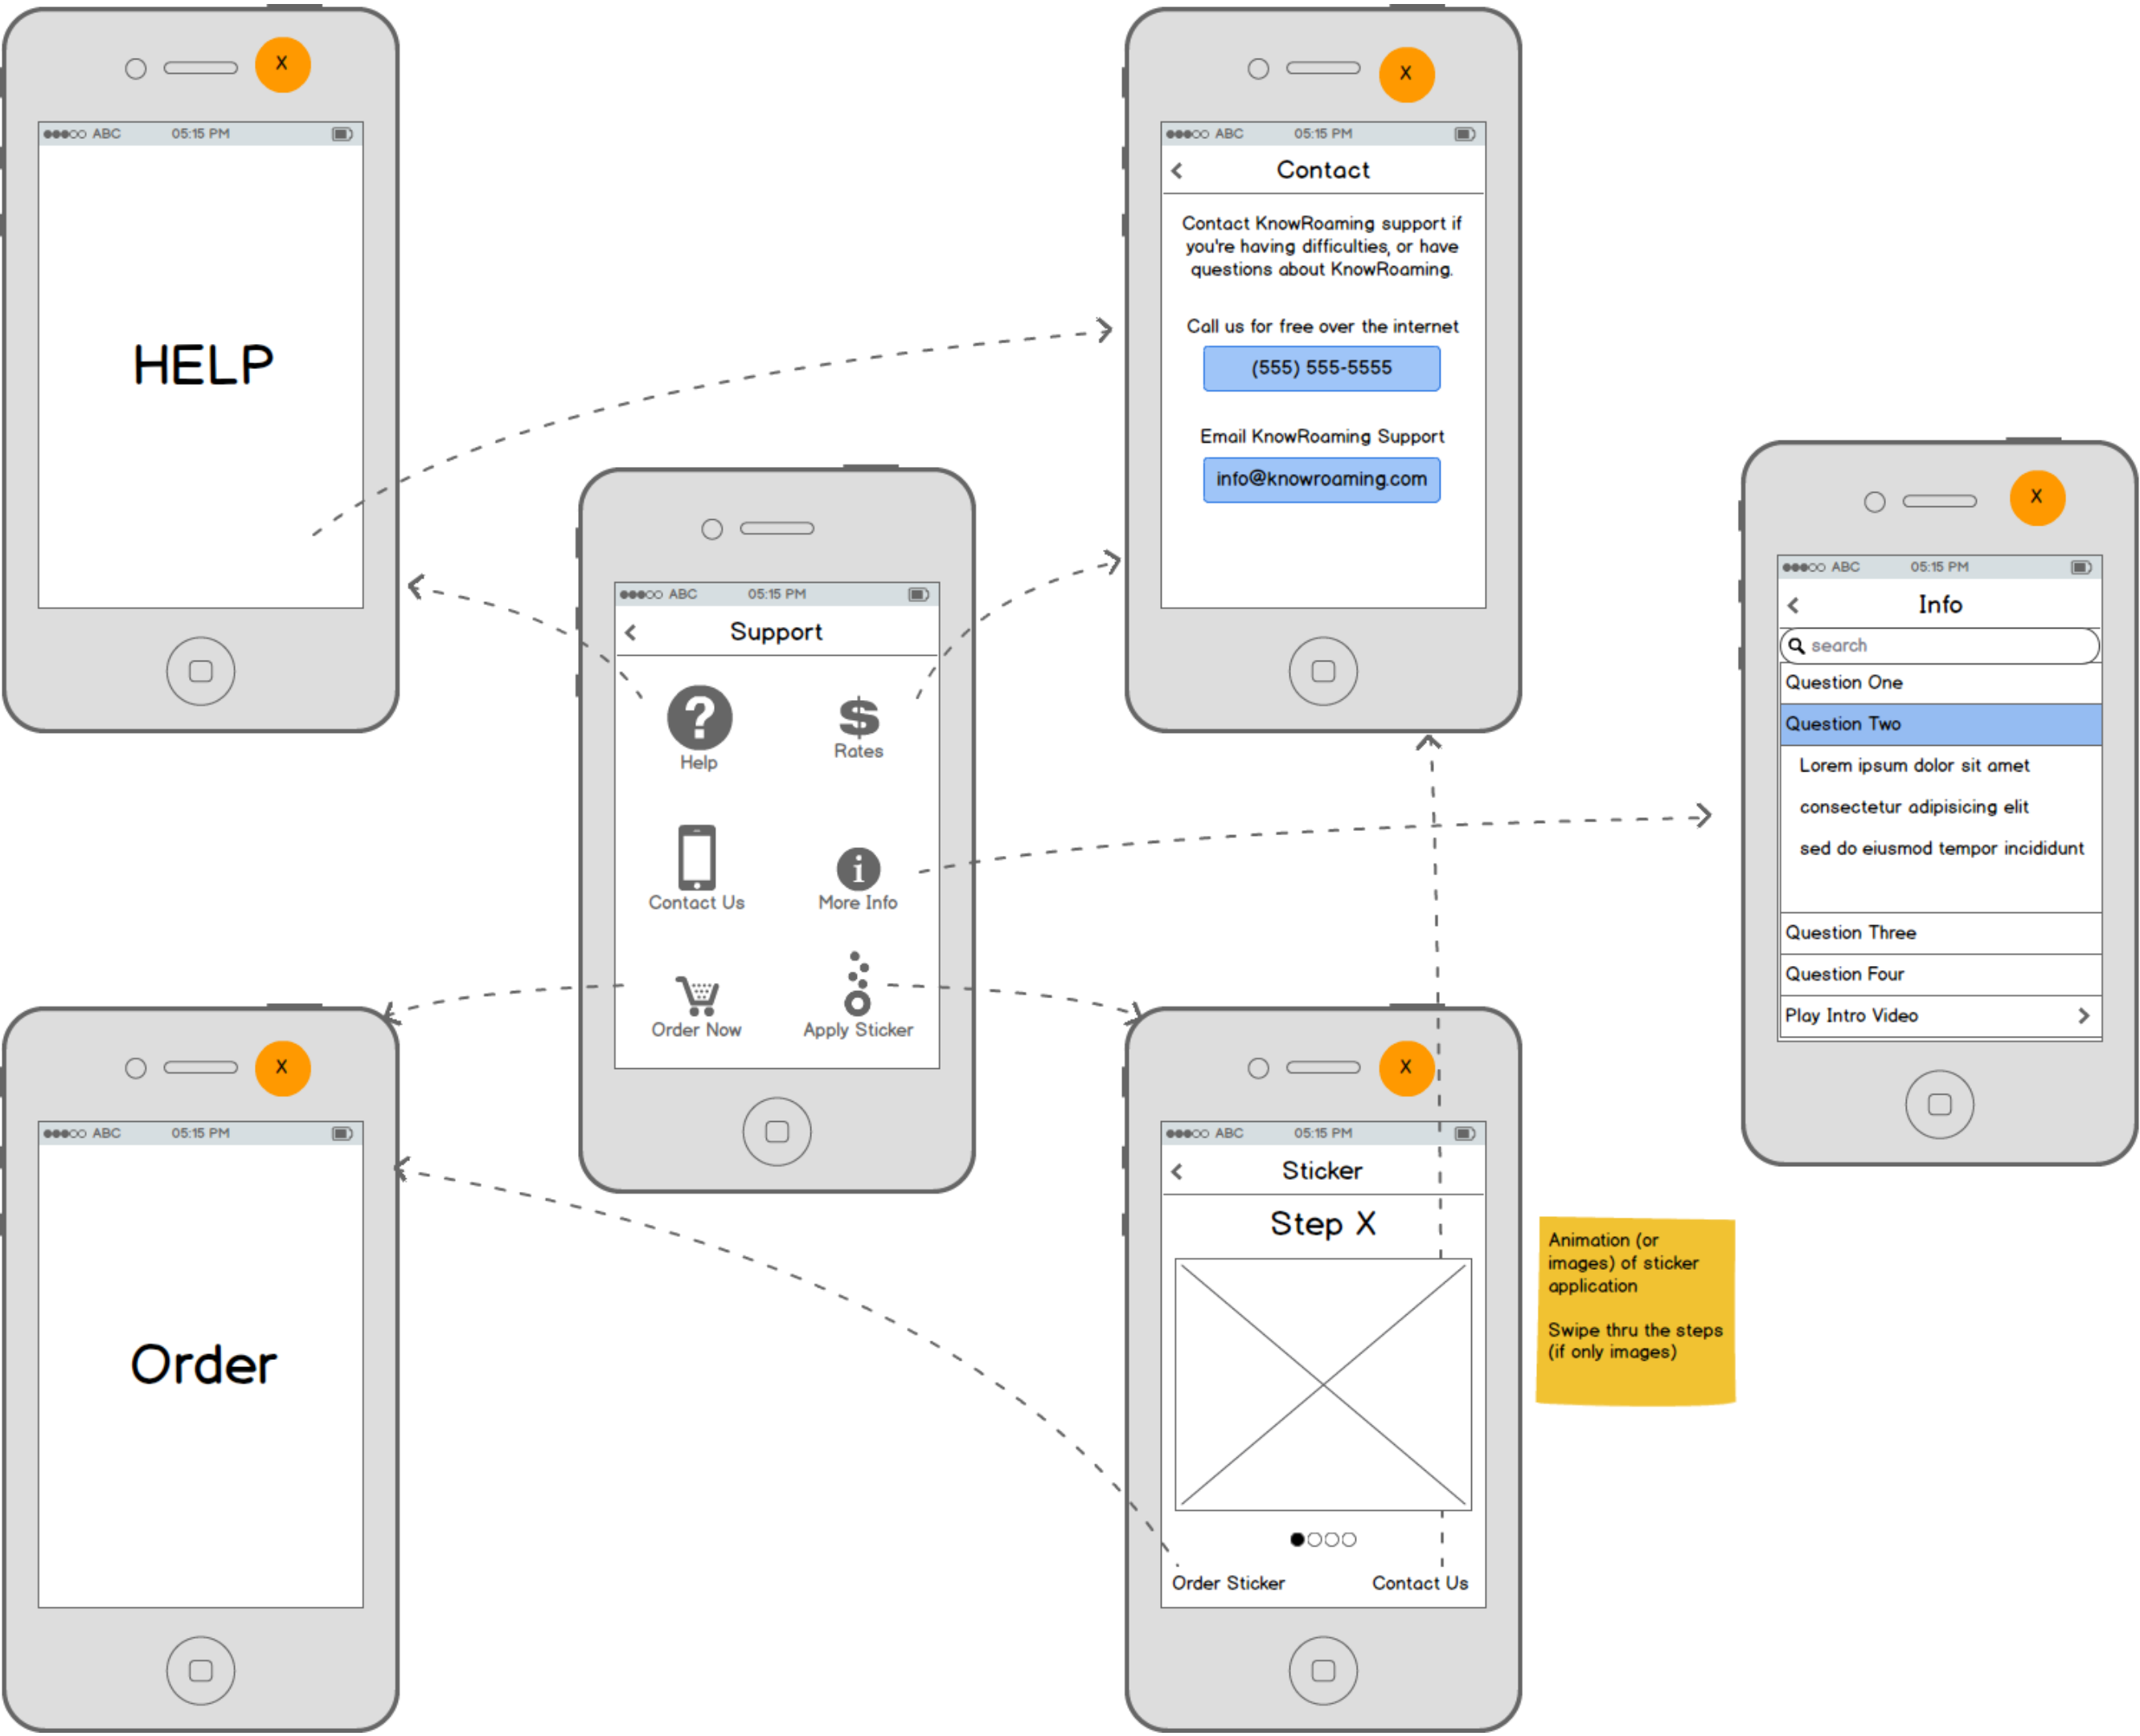 X
ABC 05:15 PM
HELP
X
ABC 05:15 PM
Contact
Contact KnowRoaming support if
you're having difficulties, or have
questions about KnowRoaming.
Call us for free over the internet
(555) 555-5555
Email KnowRoaming Support
info@knowroaming.com
ABC 05:15 PM
Support
?
Help
$
Rates
Contact Us
i
More Info
Order Now
Apply Sticker
X
ABC 05:15 PM
Info
search
Question One
Question Two
Lorem ipsum dolor sit amet
consectetur adipisicing elit
sed do eiusmod tempor incididunt
Question Three
Question Four
Play Intro Video
X
ABC 05:15 PM
Order
X
ABC 05:15 PM
Sticker
Step X
Order Sticker
Contact Us
Animation (or
images) of sticker
application
Swipe thru the steps
(if only images)